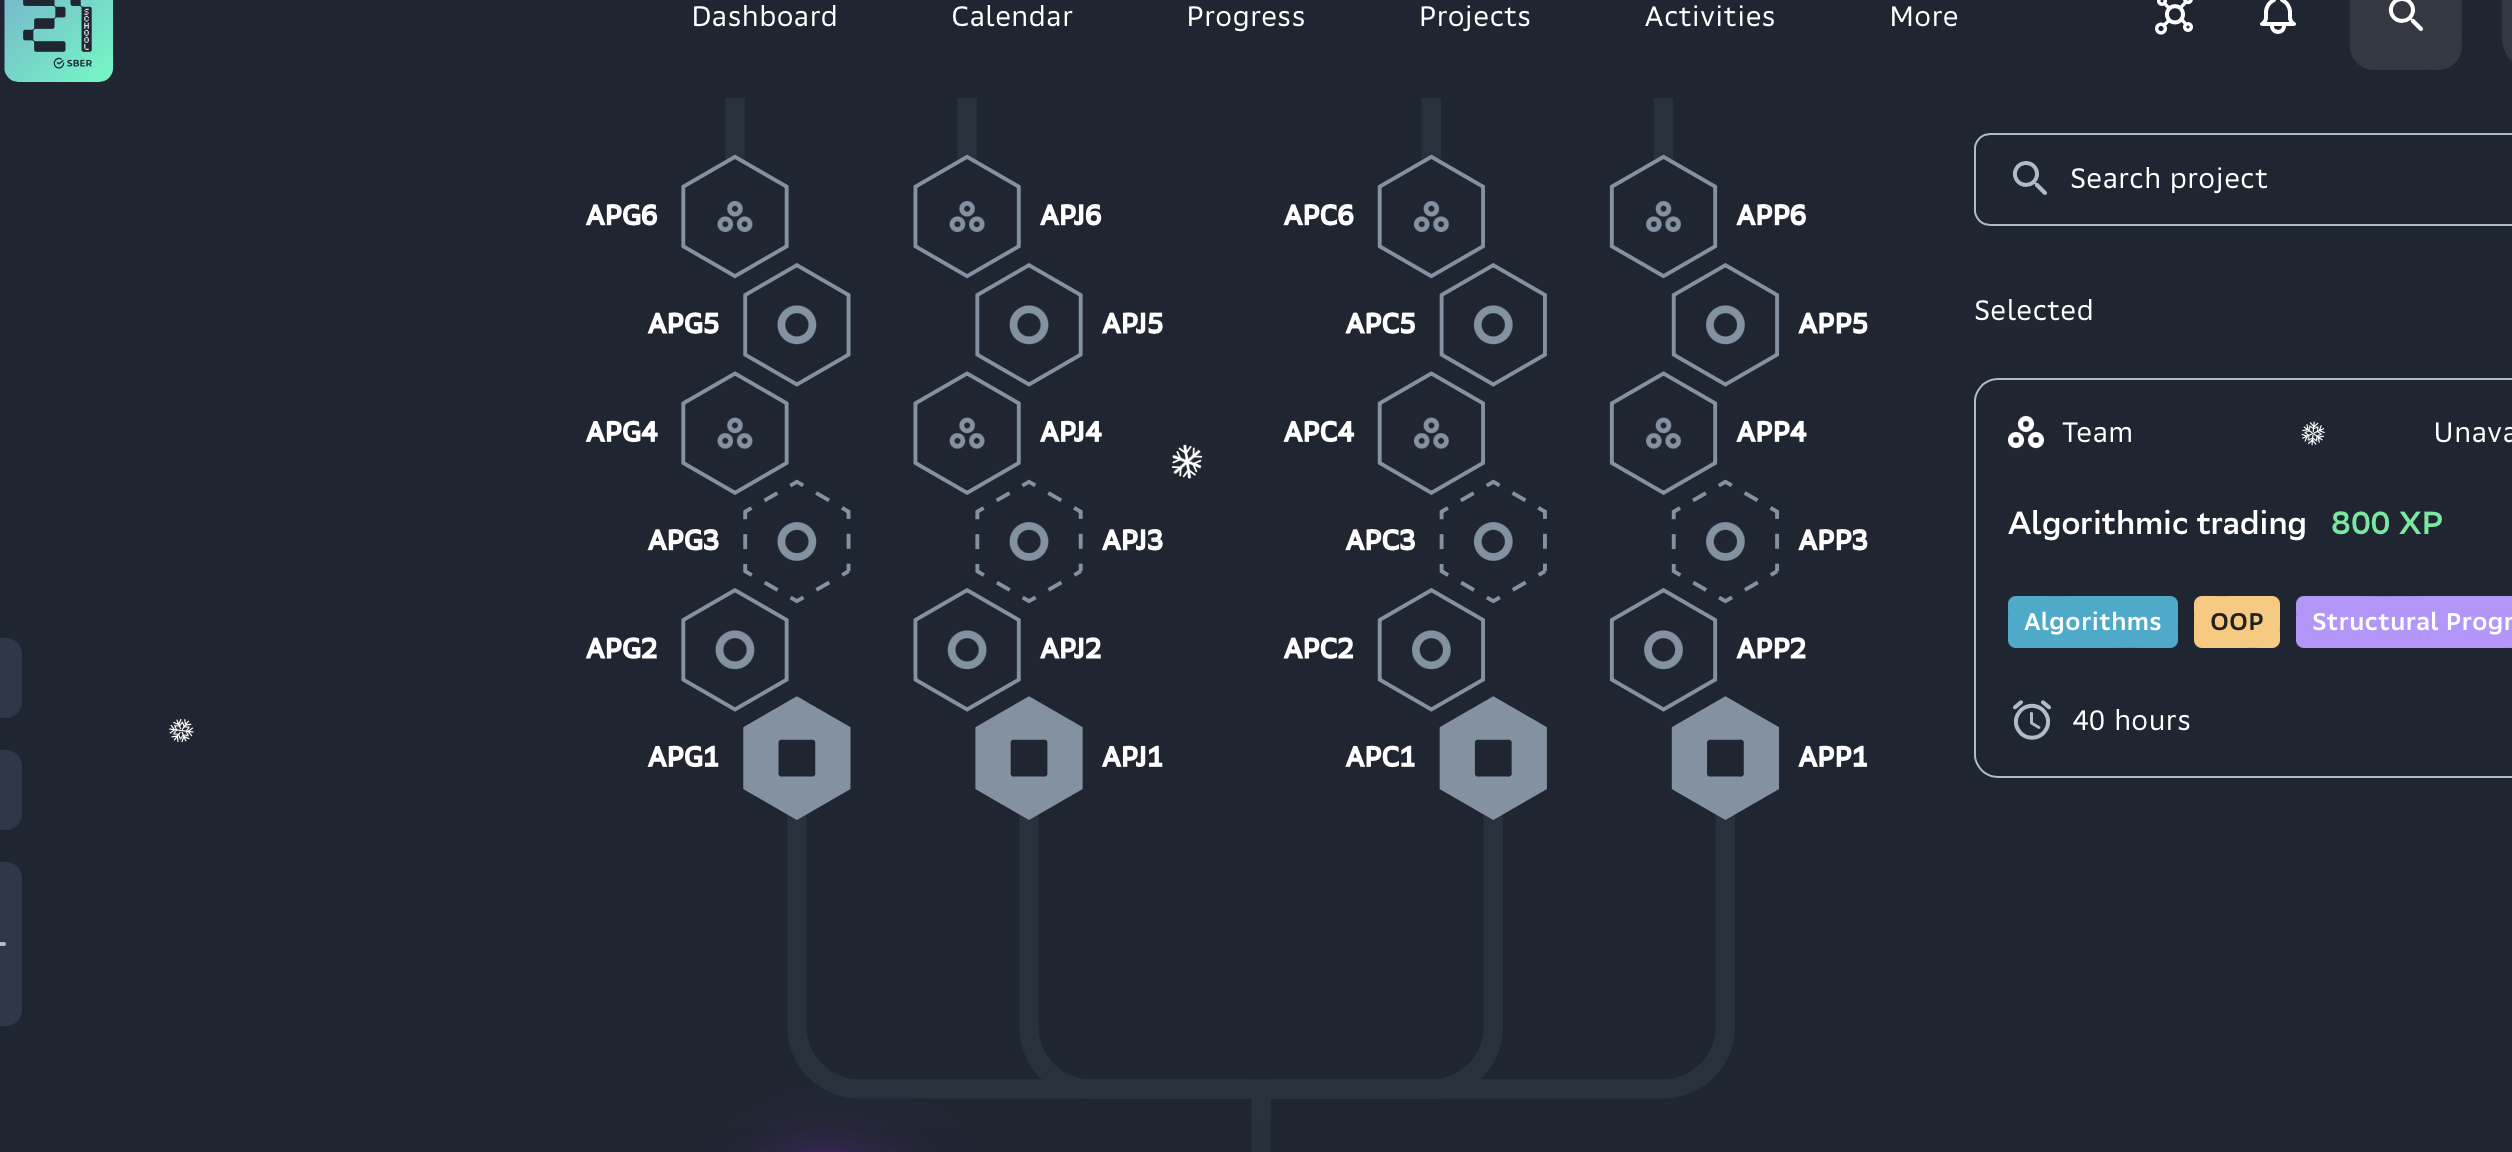 21
SCHOOL
SBER
Dashboard
Calendar
Progress
Projects
Activities
More
APG6
APJ6
APC6
APP6
Search project
APG5
APJ5
APC5
APP5
Selected
APG4
APJ4
APC4
APP4
Team
Unava
APG3
APJ3
APC3
APP3
Algorithmic trading 800 XP
APG2
APJ2
APC2
APP2
Algorithms
OOP
Structural Progr
APG1
APJ1
APC1
APP1
40 hours